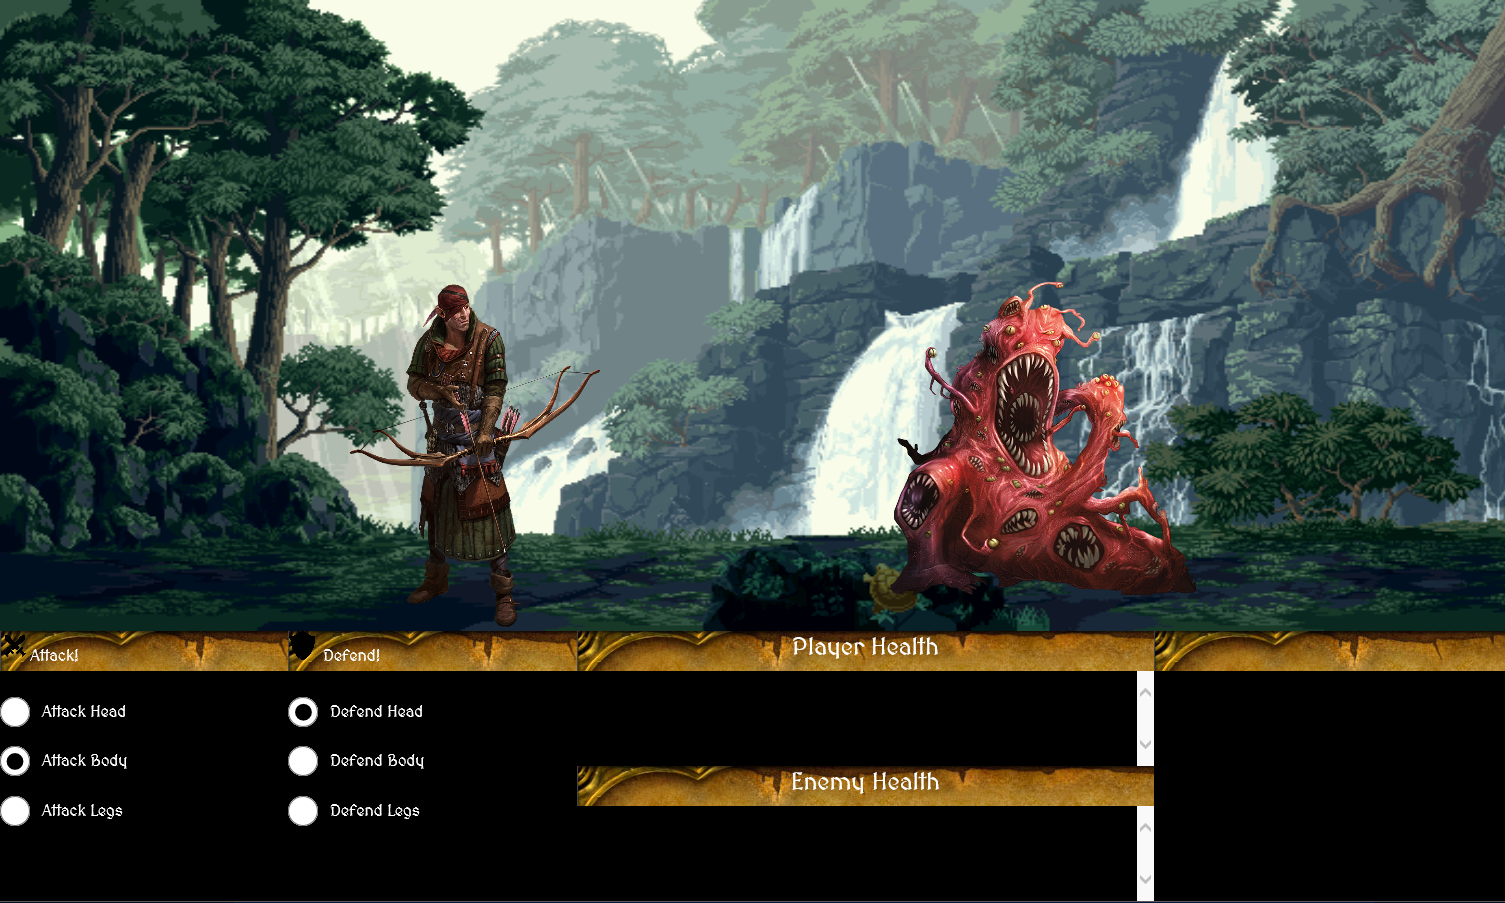 Attack!
Defend!
Player Health
Attack Head
Defend Head
Attack Body
Defend Body
Enemy Health
Attack Legs
Defend Legs